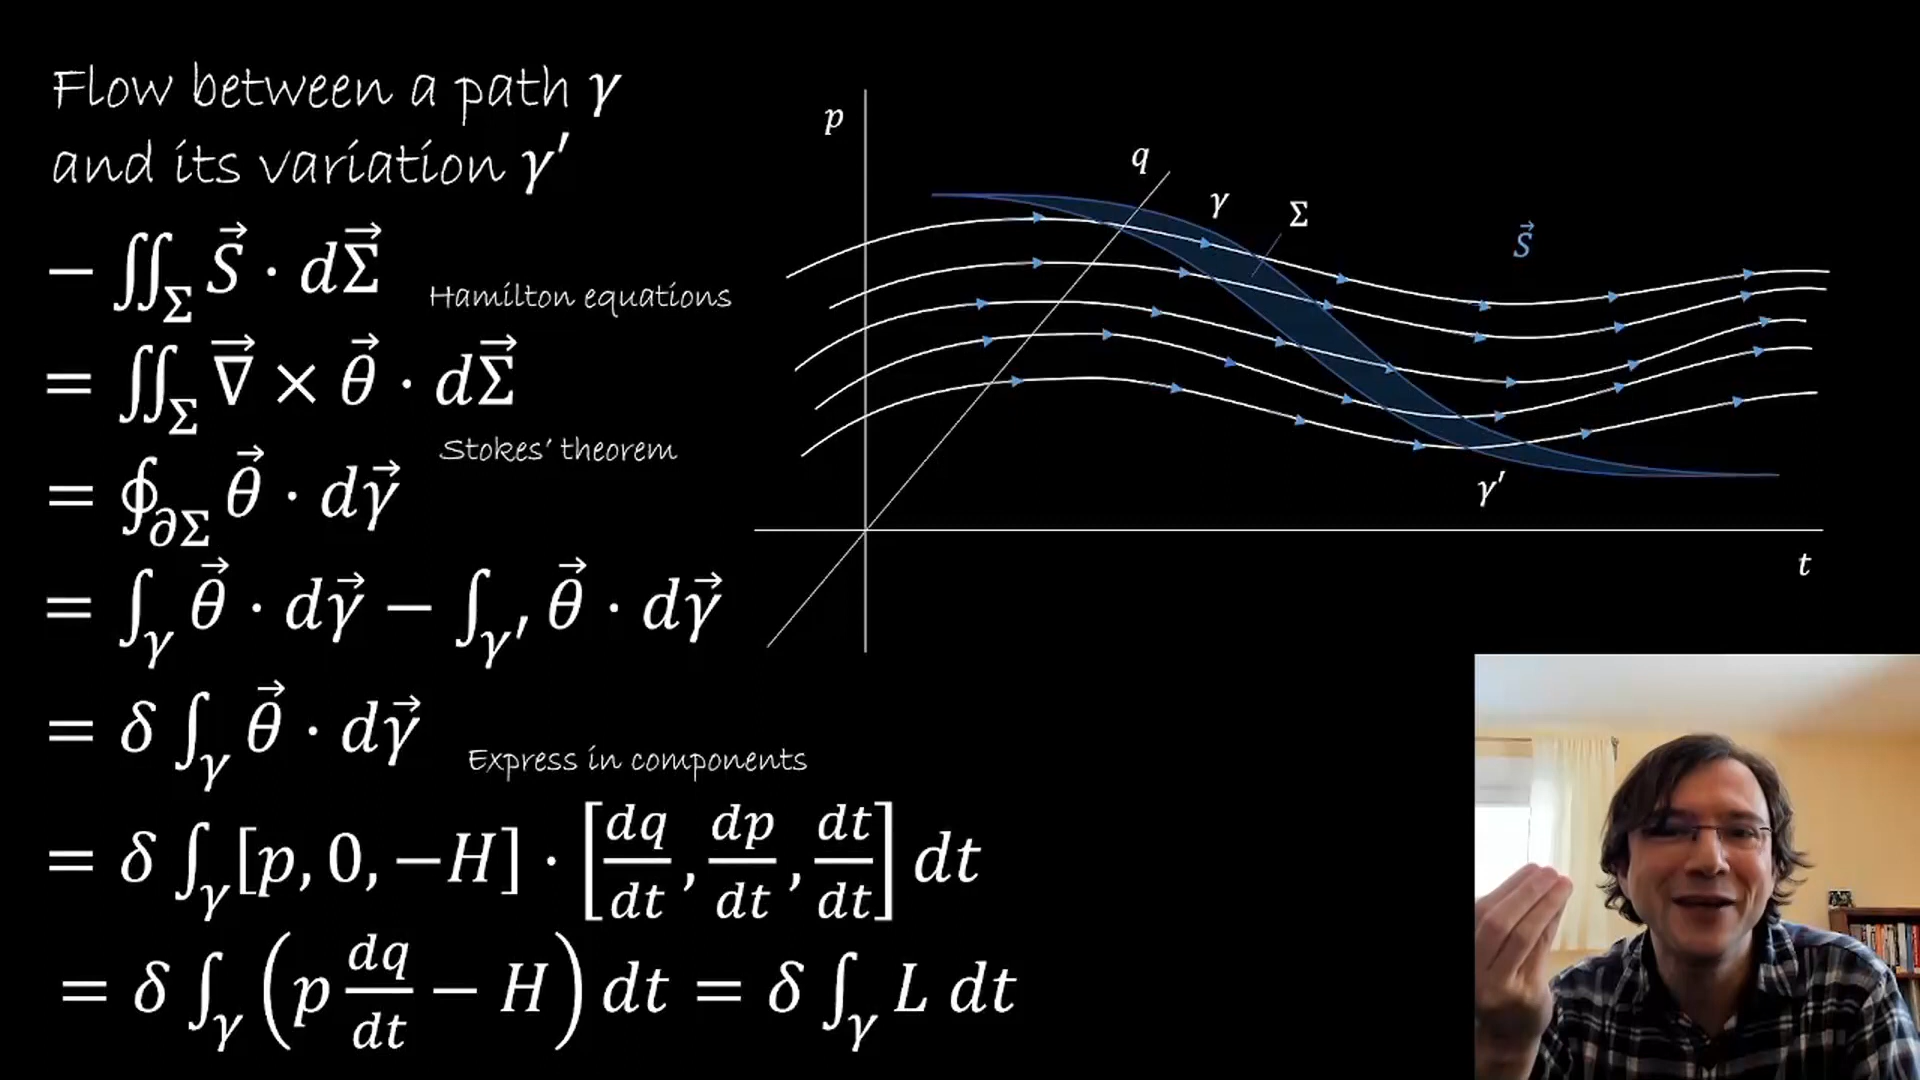 Flow between a path γ
and its variation γ′
− ∬_Σ S⃗ · dΣ⃗
Hamilton equations
= ∬_Σ ∇⃗ × θ⃗ · dΣ⃗
Stokes' theorem
= ∮_∂Σ θ⃗ · dγ⃗
= ∫_γ θ⃗ · dγ⃗ − ∫_γ′ θ⃗ · dγ⃗
= δ ∫_γ θ⃗ · dγ⃗
Express in components
= δ ∫_γ [p, 0, −H] · [dq/dt, dp/dt, dt/dt] dt
= δ ∫_γ (p dq/dt − H) dt = δ ∫_γ L dt
p
q
γ
Σ
S⃗
γ′
t